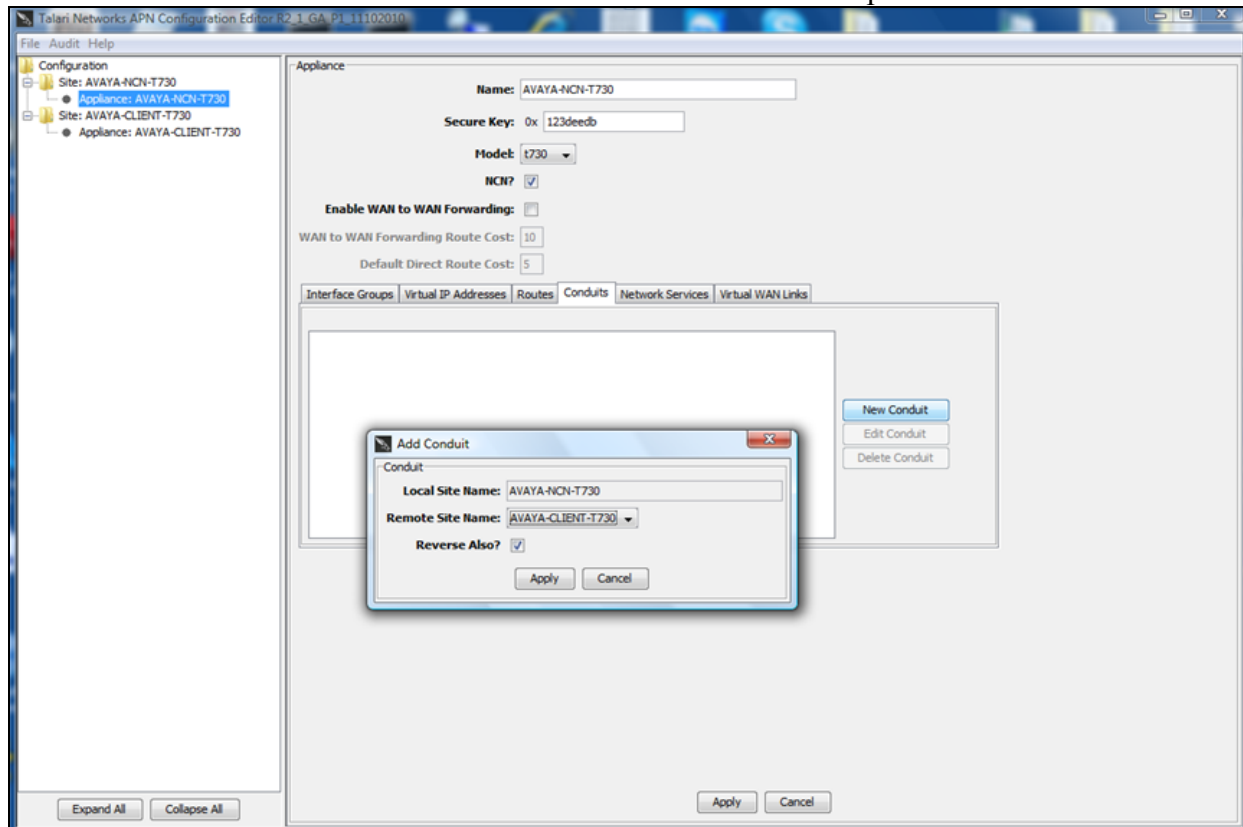 Talari Networks APN Configuration Editor R2_1_GA_P1_11102010
File Audit Help
Configuration
Site: AVAYA-NCN-T730
Appliance: AVAYA-NCN-T730
Site: AVAYA-CLIENT-T730
Appliance: AVAYA-CLIENT-T730
Expand All Collapse All
Appliance
Name: AVAYA-NCN-T730
Secure Key: 0x 123deedb
Model: t730
NCN?
Enable WAN to WAN Forwarding:
WAN to WAN Forwarding Route Cost: 10
Default Direct Route Cost: 5
Interface Groups Virtual IP Addresses Routes Conduits Network Services Virtual WAN Links
New Conduit
Edit Conduit
Delete Conduit
Add Conduit
Conduit
Local Site Name: AVAYA-NCN-T730
Remote Site Name: AVAYA-CLIENT-T730
Reverse Also?
Apply Cancel
Apply Cancel